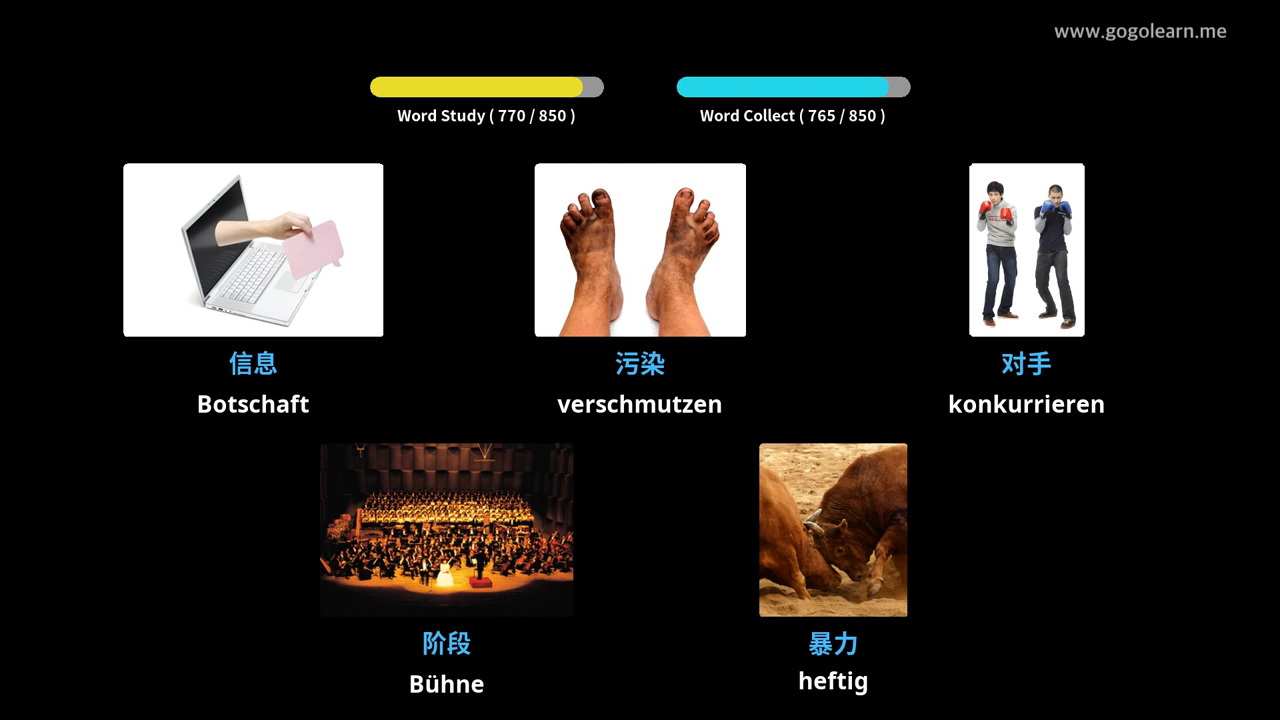 www.gogolearn.me
Word Study ( 770 / 850 )
Word Collect ( 765 / 850 )
信息
Botschaft
污染
verschmutzen
对手
konkurrieren
阶段
Bühne
暴力
heftig